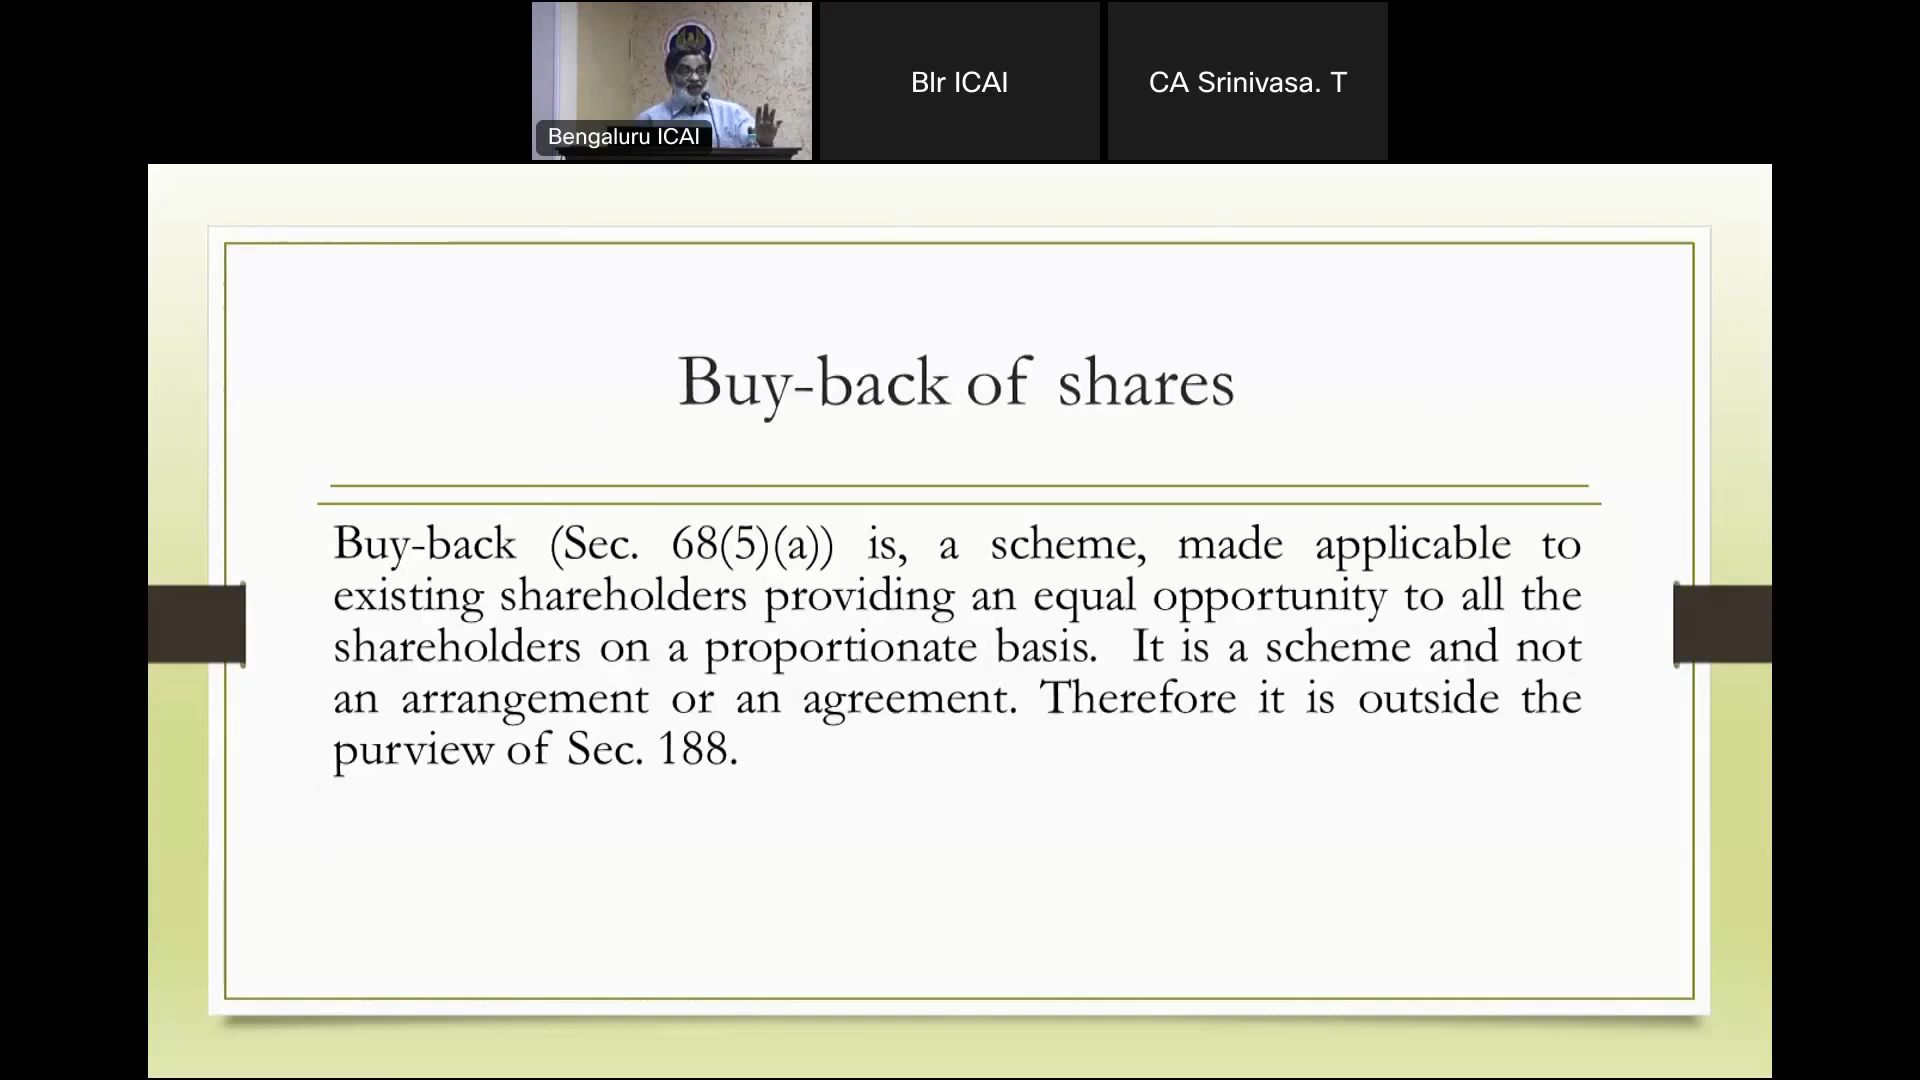 Bengaluru ICAI
Blr ICAI
CA Srinivasa. T
Buy-back of shares
Buy-back (Sec. 68(5)(a)) is, a scheme, made applicable to
existing shareholders providing an equal opportunity to all the
shareholders on a proportionate basis. It is a scheme and not
an arrangement or an agreement. Therefore it is outside the
purview of Sec. 188.